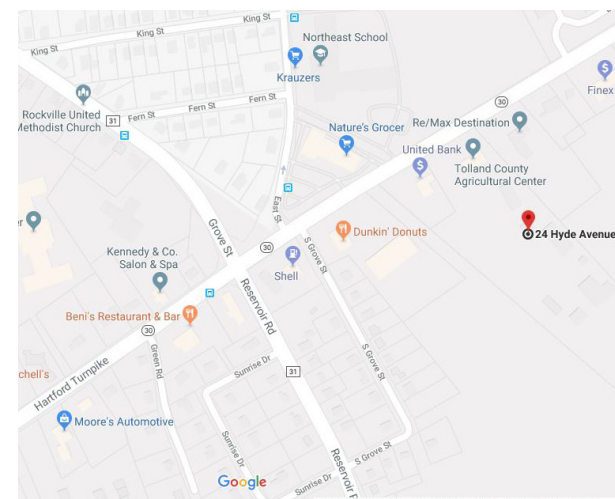 King St
King St
Northeast School
Krauzers
Finex
Fern St
Fern St
Fern St
Rockville United
Methodist Church
31
30
Nature's Grocer
Re/Max Destination
United Bank
Tolland County
Agricultural Center
East St
Grove St
24 Hyde Avenue
Dunkin' Donuts
S Grove St
30
Kennedy & Co.
Salon & Spa
Shell
Reservoir Rd
Beni's Restaurant & Bar
30
Green Rd
S Grove St
Sunrise Dr
31
chell's
Hartford Turnpike
Moore's Automotive
Sunrise Dr
Reservoir R
S Grove St
Sunrise Dr
Google